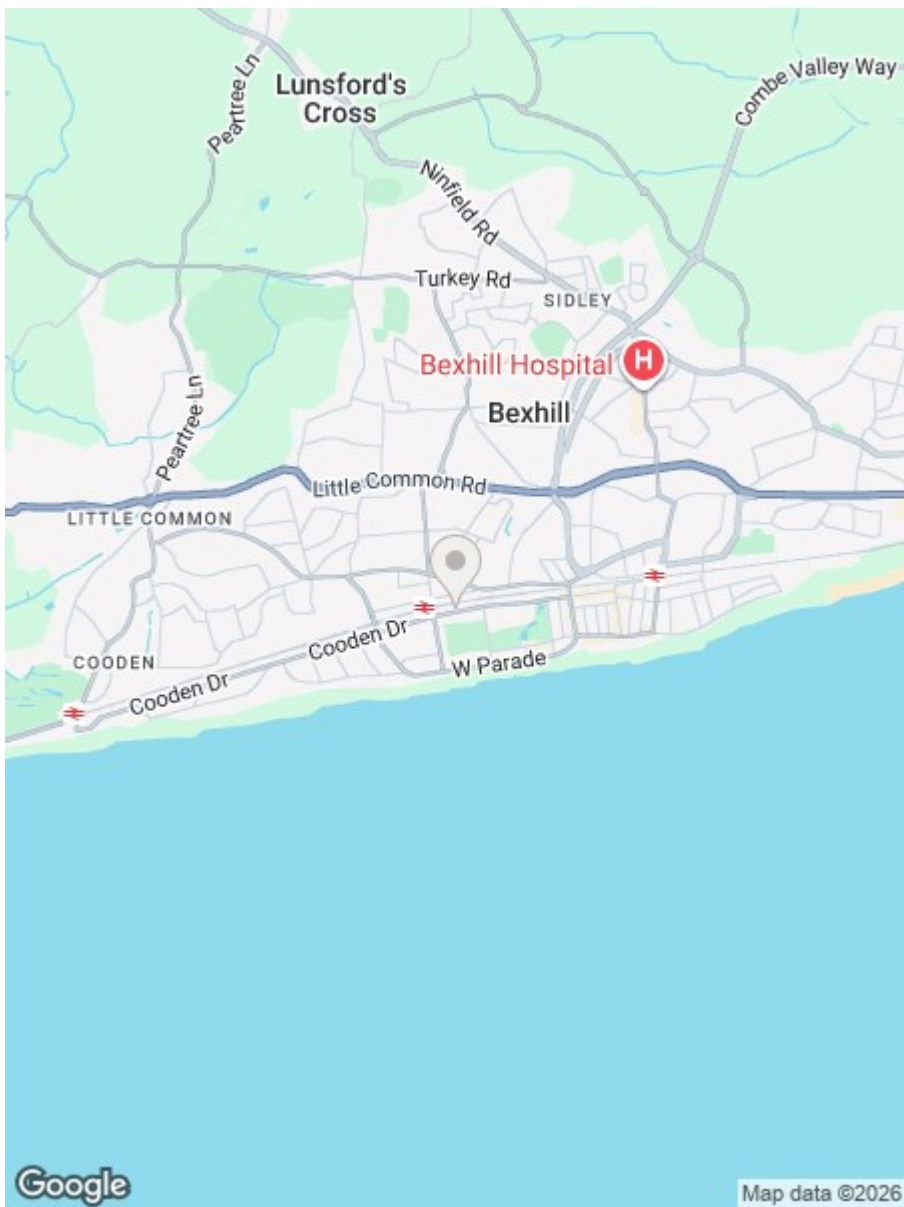 Peartree Ln
Lunsford's
Cross
Combe Valley Way
Ninfield Rd
Turkey Rd
SIDLEY
Bexhill Hospital
H
Bexhill
Peartree Ln
Little Common Rd
LITTLE COMMON
Cooden Dr
W Parade
COODEN
Cooden Dr
Google
Map data ©2026